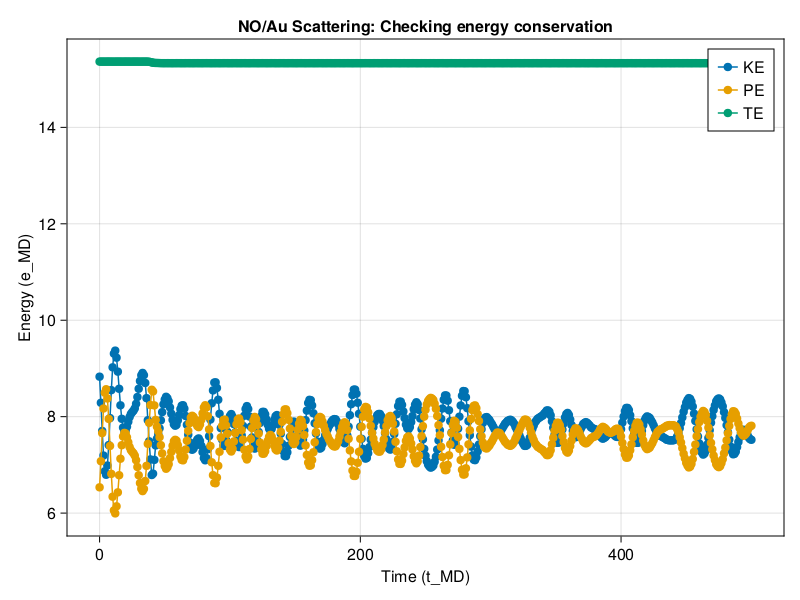 NO/Au Scattering: Checking energy conservation
KE
PE
TE
14
12
10
8
6
Energy (e_MD)
0
200
400
Time (t_MD)